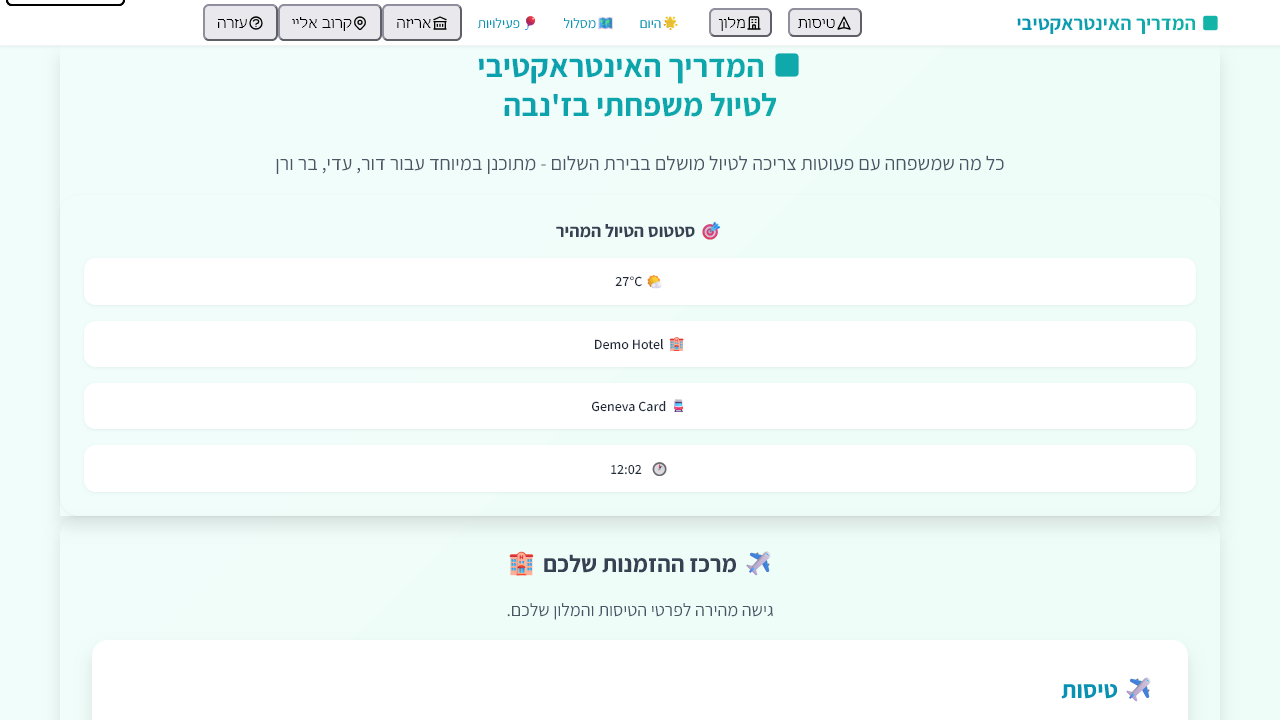 המדריך האינטראקטיבי
טיסות
מלון
היום
מסלול
פעילויות
אריזה
קרוב אליי
עזרה
המדריך האינטראקטיבי
לטיול משפחתי בז'נבה
כל מה שמשפחה עם פעוטות צריכה לטיול מושלם בבירת השלום - מתוכנן במיוחד עבור דור, עדי, בר ורן
סטטוס הטיול המהיר
27°C
Demo Hotel
Geneva Card
12:02
מרכז ההזמנות שלכם
גישה מהירה לפרטי הטיסות והמלון שלכם.
טיסות